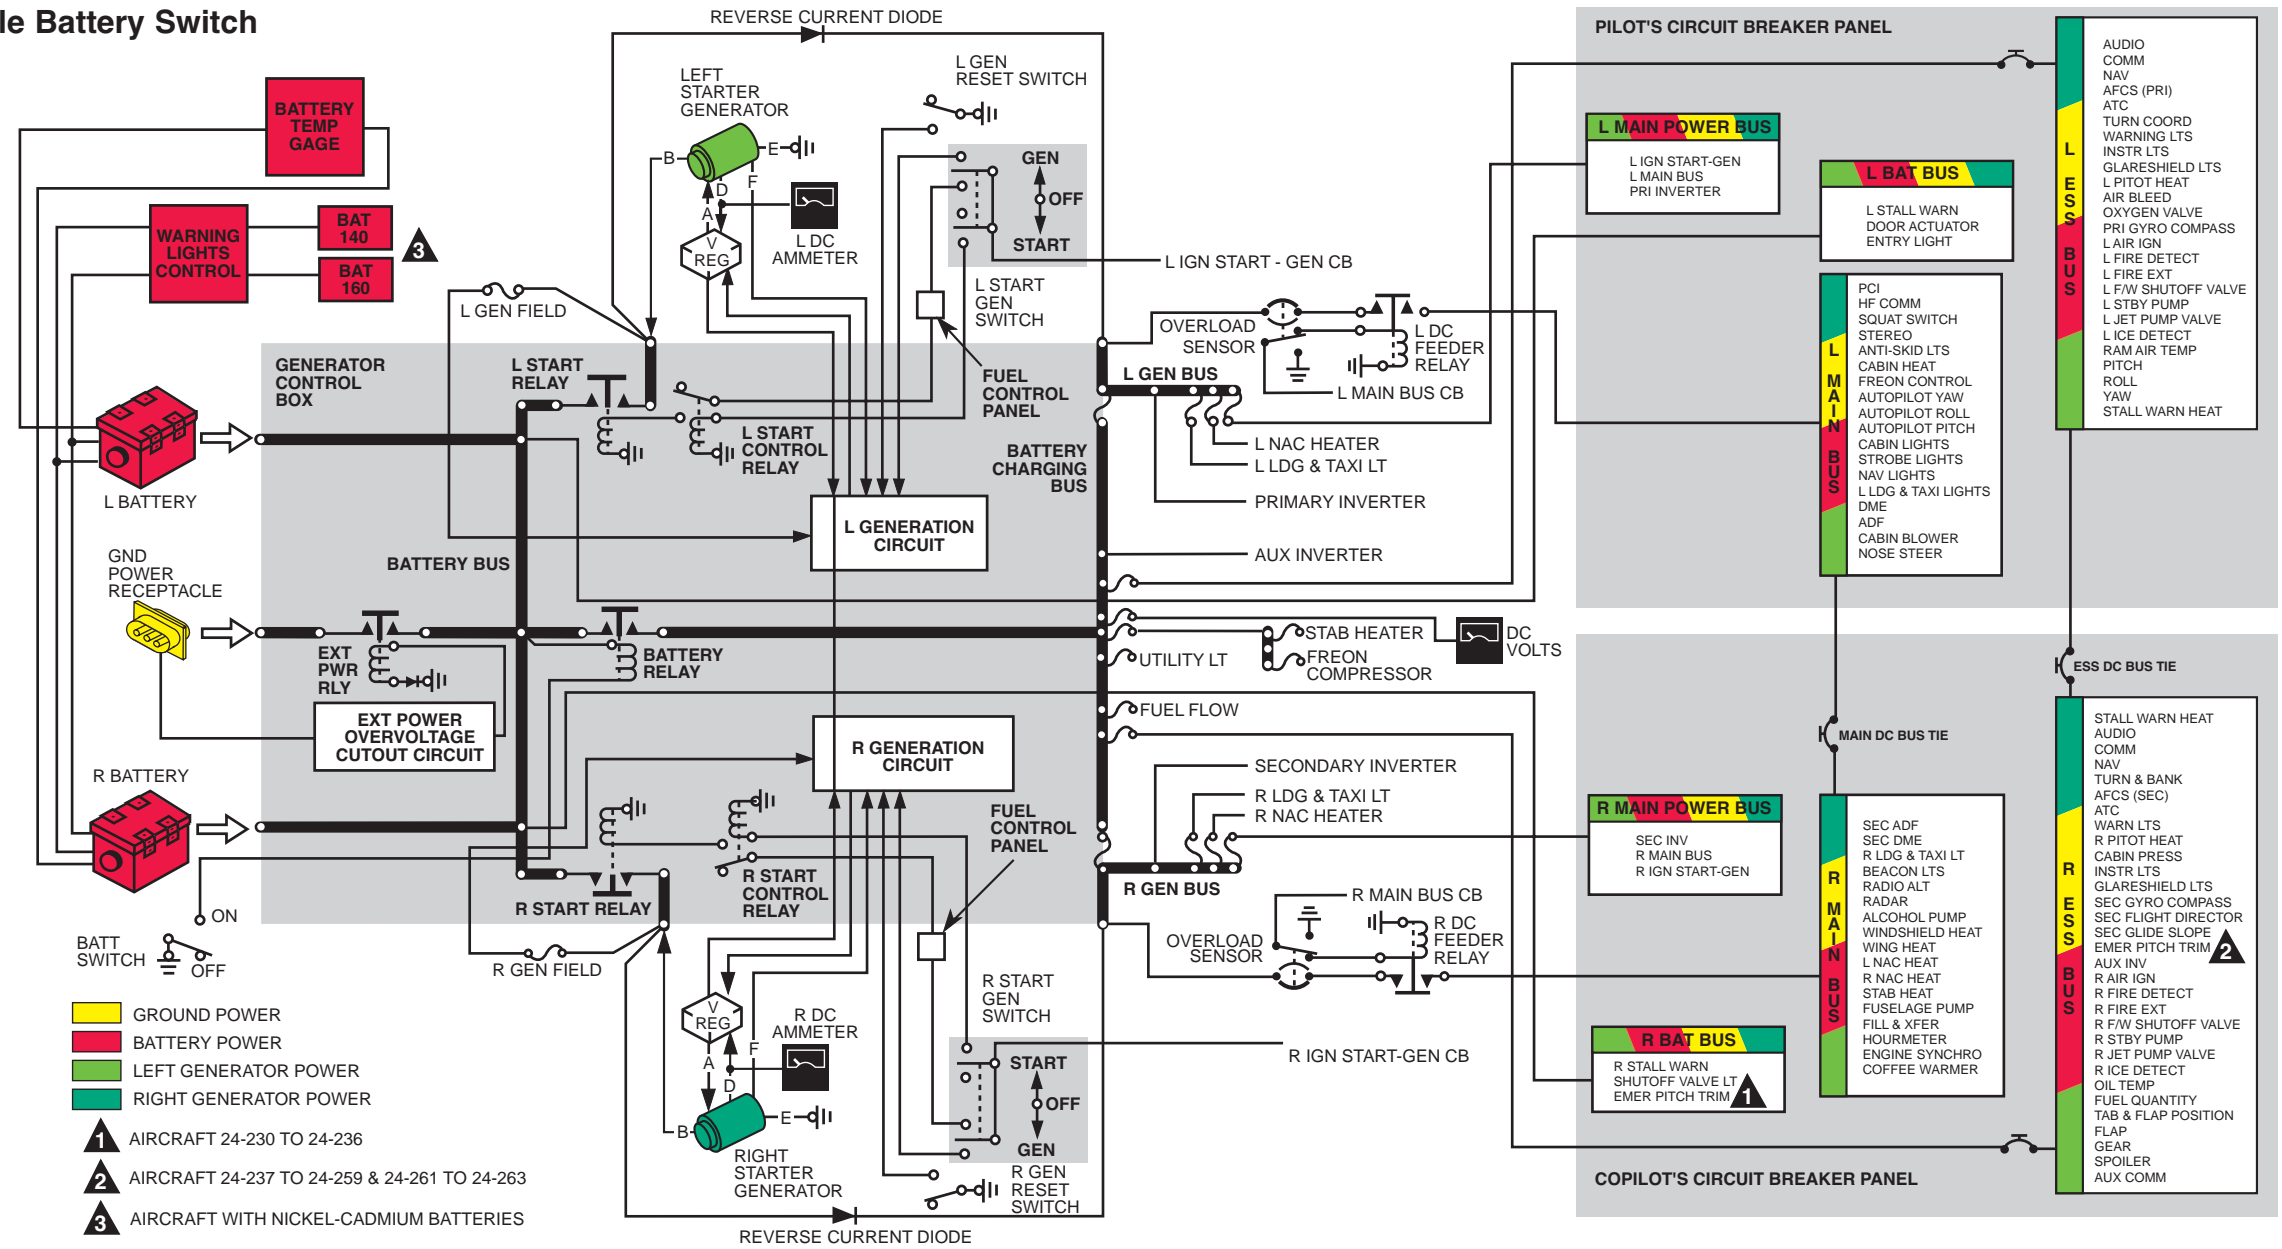 le Battery Switch
REVERSE CURRENT DIODE
BATTERY
TEMP
GAGE
WARNING
LIGHTS
CONTROL
BAT
140
BAT
160
3
LEFT
STARTER
GENERATOR
B
E
D
F
A
V
REG
L DC
AMMETER
L GEN
RESET SWITCH
GEN
OFF
START
L START
GEN
SWITCH
L IGN START - GEN CB
L GEN FIELD
GENERATOR
CONTROL
BOX
L START
RELAY
L START
CONTROL
RELAY
FUEL
CONTROL
PANEL
BATTERY
CHARGING
BUS
L BATTERY
L GENERATION
CIRCUIT
BATTERY BUS
GND
POWER
RECEPTACLE
EXT
PWR
RLY
BATTERY
RELAY
EXT POWER
OVERVOLTAGE
CUTOUT CIRCUIT
R BATTERY
R GENERATION
CIRCUIT
FUEL
CONTROL
PANEL
R START RELAY
R START
CONTROL
RELAY
ON
BATT
SWITCH
OFF
R GEN FIELD
OVERLOAD
SENSOR
L DC
FEEDER
RELAY
L MAIN BUS CB
L GEN BUS
L NAC HEATER
L LDG & TAXI LT
PRIMARY INVERTER
AUX INVERTER
STAB HEATER
DC
VOLTS
UTILITY LT
FREON
COMPRESSOR
FUEL FLOW
SECONDARY INVERTER
R LDG & TAXI LT
R NAC HEATER
R GEN BUS
R MAIN BUS CB
OVERLOAD
SENSOR
R DC
FEEDER
RELAY
V
REG
A
D
F
B
E
R DC
AMMETER
RIGHT
STARTER
GENERATOR
R START
GEN
SWITCH
START
OFF
GEN
R IGN START-GEN CB
R GEN
RESET
SWITCH
REVERSE CURRENT DIODE
GROUND POWER
BATTERY POWER
LEFT GENERATOR POWER
RIGHT GENERATOR POWER
1 AIRCRAFT 24-230 TO 24-236
2 AIRCRAFT 24-237 TO 24-259 & 24-261 TO 24-263
3 AIRCRAFT WITH NICKEL-CADMIUM BATTERIES
PILOT'S CIRCUIT BREAKER PANEL
L MAIN POWER BUS
L IGN START-GEN
L MAIN BUS
PRI INVERTER
L BAT BUS
L STALL WARN
DOOR ACTUATOR
ENTRY LIGHT
L MAIN BUS
PCI
HF COMM
SQUAT SWITCH
STEREO
ANTI-SKID LTS
CABIN HEAT
FREON CONTROL
AUTOPILOT YAW
AUTOPILOT ROLL
AUTOPILOT PITCH
CABIN LIGHTS
STROBE LIGHTS
NAV LIGHTS
L LDG & TAXI LIGHTS
DME
ADF
CABIN BLOWER
NOSE STEER
L ESS BUS
AUDIO
COMM
NAV
AFCS (PRI)
ATC
TURN COORD
WARNING LTS
INSTR LTS
GLARESHIELD LTS
L PITOT HEAT
AIR BLEED
OXYGEN VALVE
PRI GYRO COMPASS
L AIR IGN
L FIRE DETECT
L FIRE EXT
L F/W SHUTOFF VALVE
L STBY PUMP
L JET PUMP VALVE
L ICE DETECT
RAM AIR TEMP
PITCH
ROLL
YAW
STALL WARN HEAT
ESS DC BUS TIE
MAIN DC BUS TIE
R MAIN POWER BUS
SEC INV
R MAIN BUS
R IGN START-GEN
R BAT BUS
R STALL WARN
SHUTOFF VALVE LT
EMER PITCH TRIM 1
R MAIN BUS
SEC ADF
SEC DME
R LDG & TAXI LT
BEACON LTS
RADIO ALT
RADAR
ALCOHOL PUMP
WINDSHIELD HEAT
WING HEAT
L NAC HEAT
R NAC HEAT
STAB HEAT
FUSELAGE PUMP
FILL & XFER
HOURMETER
ENGINE SYNCHRO
COFFEE WARMER
R ESS BUS
STALL WARN HEAT
AUDIO
COMM
NAV
TURN & BANK
AFCS (SEC)
ATC
WARN LTS
R PITOT HEAT
CABIN PRESS
INSTR LTS
GLARESHIELD LTS
SEC GYRO COMPASS
SEC FLIGHT DIRECTOR
SEC GLIDE SLOPE
EMER PITCH TRIM 2
AUX INV
R AIR IGN
R FIRE DETECT
R FIRE EXT
R F/W SHUTOFF VALVE
R STBY PUMP
R JET PUMP VALVE
R ICE DETECT
OIL TEMP
FUEL QUANTITY
TAB & FLAP POSITION
FLAP
GEAR
SPOILER
AUX COMM
COPILOT'S CIRCUIT BREAKER PANEL